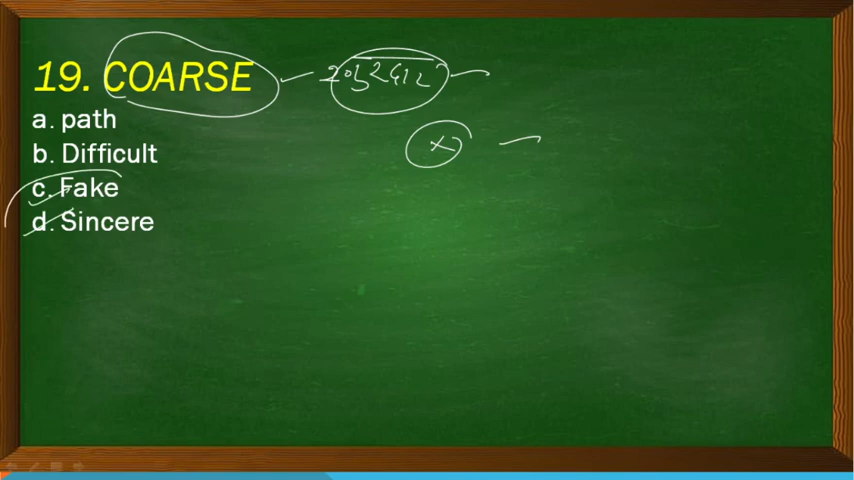 19. COARSE
a. path
b. Difficult
c. Fake
d. Sincere